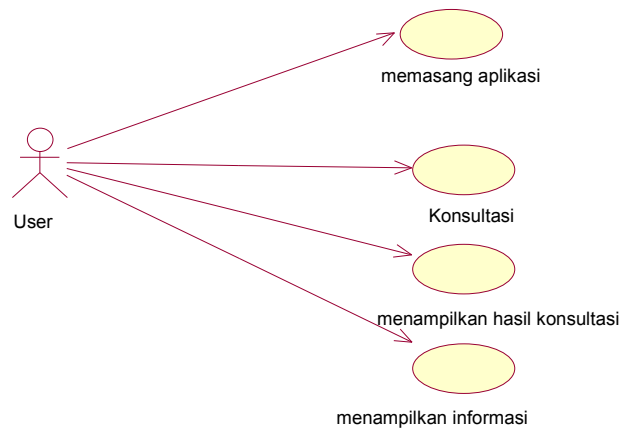 memasang aplikasi
User
Konsultasi
menampilkan hasil konsultasi
menampilkan informasi